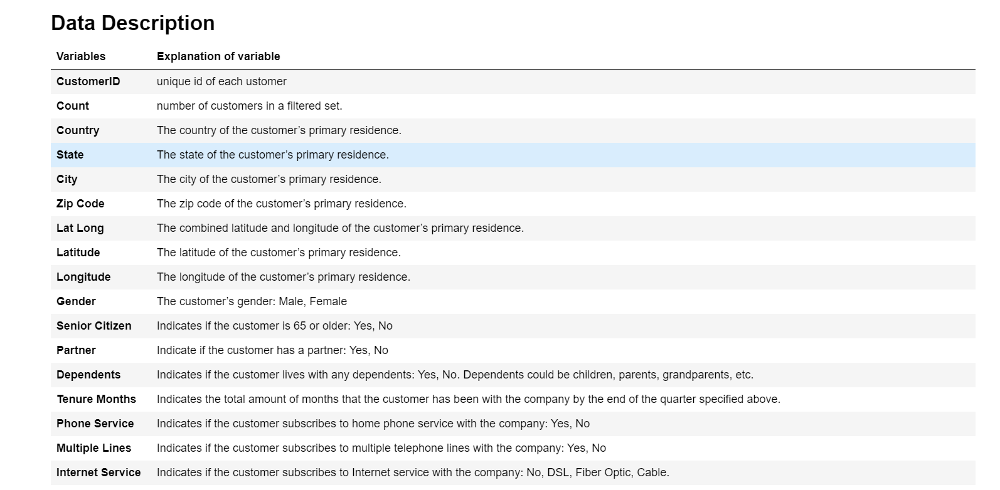 Data Description
Variables Explanation of variable
CustomerID unique id of each ustomer
Count number of customers in a filtered set.
Country The country of the customer’s primary residence.
State The state of the customer’s primary residence.
City The city of the customer’s primary residence.
Zip Code The zip code of the customer’s primary residence.
Lat Long The combined latitude and longitude of the customer’s primary residence.
Latitude The latitude of the customer’s primary residence.
Longitude The longitude of the customer’s primary residence.
Gender The customer’s gender: Male, Female
Senior Citizen Indicates if the customer is 65 or older: Yes, No
Partner Indicate if the customer has a partner: Yes, No
Dependents Indicates if the customer lives with any dependents: Yes, No. Dependents could be children, parents, grandparents, etc.
Tenure Months Indicates the total amount of months that the customer has been with the company by the end of the quarter specified above.
Phone Service Indicates if the customer subscribes to home phone service with the company: Yes, No
Multiple Lines Indicates if the customer subscribes to multiple telephone lines with the company: Yes, No
Internet Service Indicates if the customer subscribes to Internet service with the company: No, DSL, Fiber Optic, Cable.